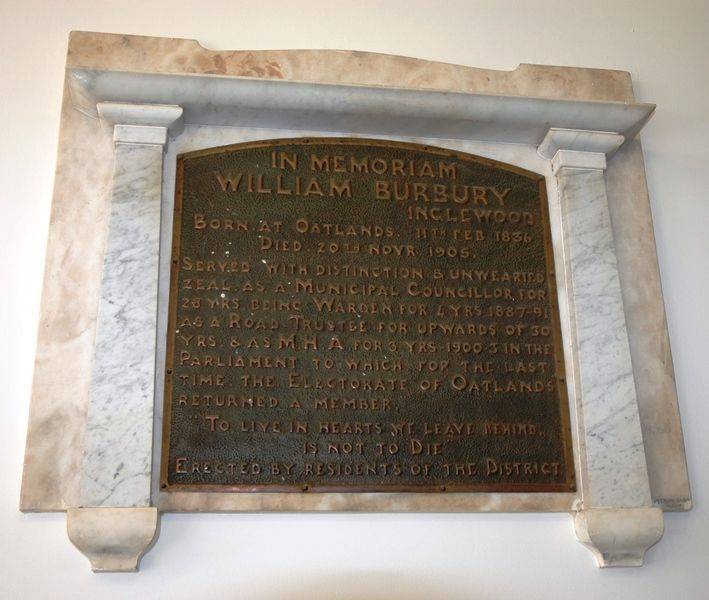 IN MEMORIAM
WILLIAM BURBURY
INGLEWOOD
BORN AT OATLANDS. 11TH FEB 1836
DIED. 20TH NOVR 1905.
SERVED WITH DISTINCTION & UNWEARIED
ZEAL AS A MUNICIPAL COUNCILLOR FOR
28 YRS BEING WARDEN FOR 4 YRS 1887-91
AS A ROAD TRUSTEE FOR UPWARDS OF 30
YRS & AS M.H.A. FOR 3 YRS 1900-3 IN THE
PARLIAMENT TO WHICH FOR THE LAST
TIME THE ELECTORATE OF OATLANDS
RETURNED A MEMBER.
"TO LIVE IN HEARTS WE LEAVE BEHIND,
IS NOT TO DIE"
ERECTED BY RESIDENTS OF THE DISTRICT